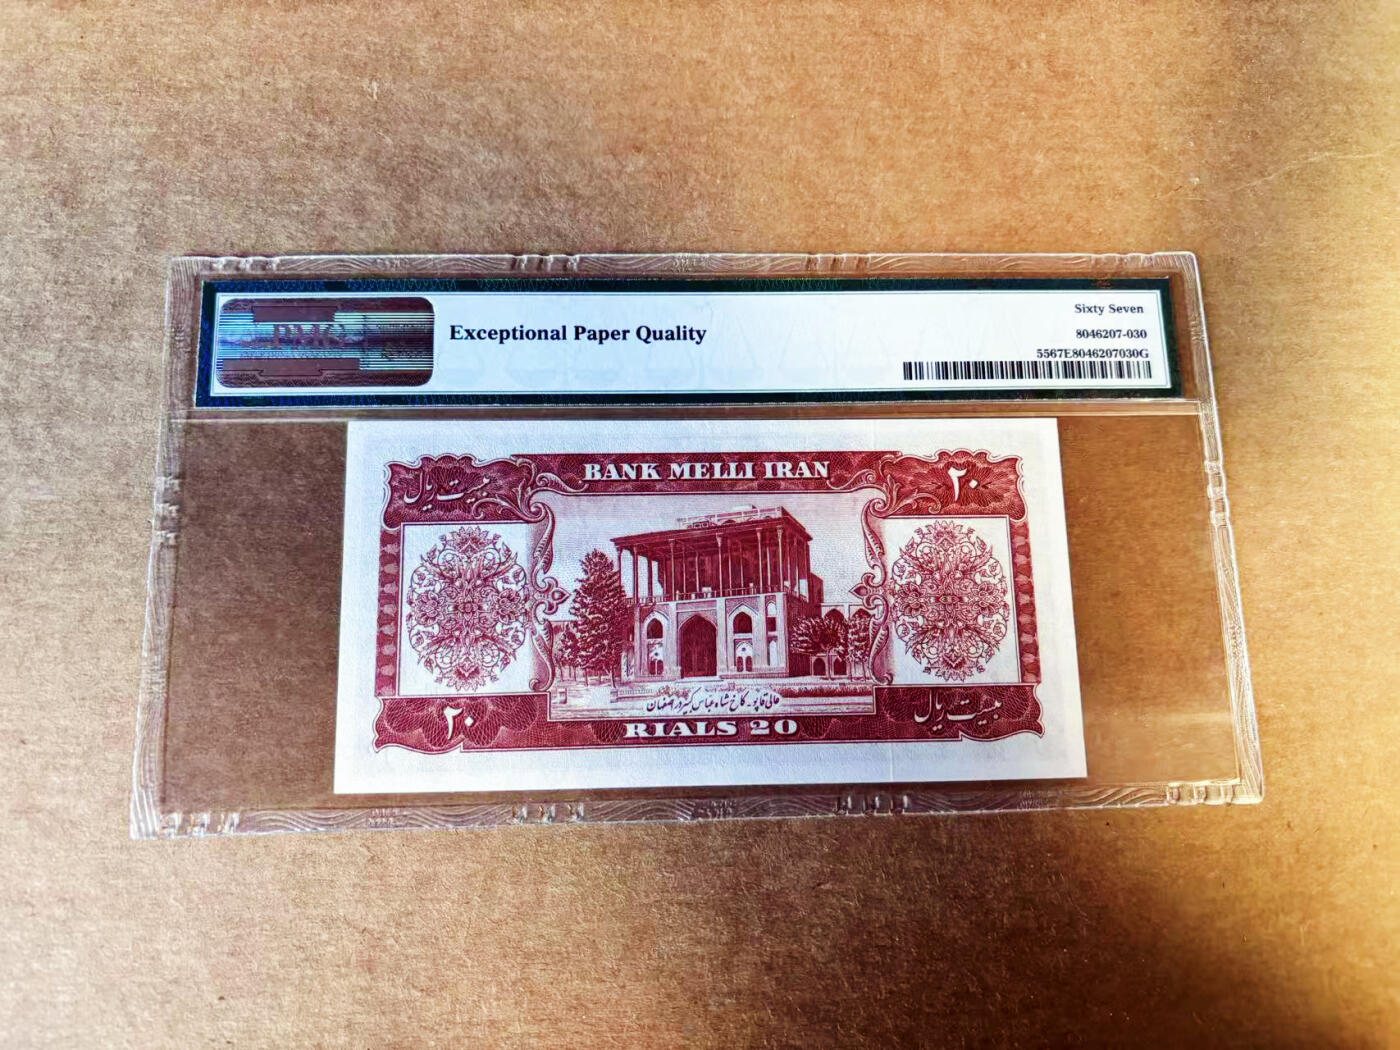 PMG
Exceptional Paper Quality
Sixty Seven
8046207-030
5567E8046207030G
BANK MELLI IRAN
بیست ریال
۲۰
عالی قاپو - کاخ شاه عباس کبیر در اصفهان
۲۰
RIALS 20
بیست ریال